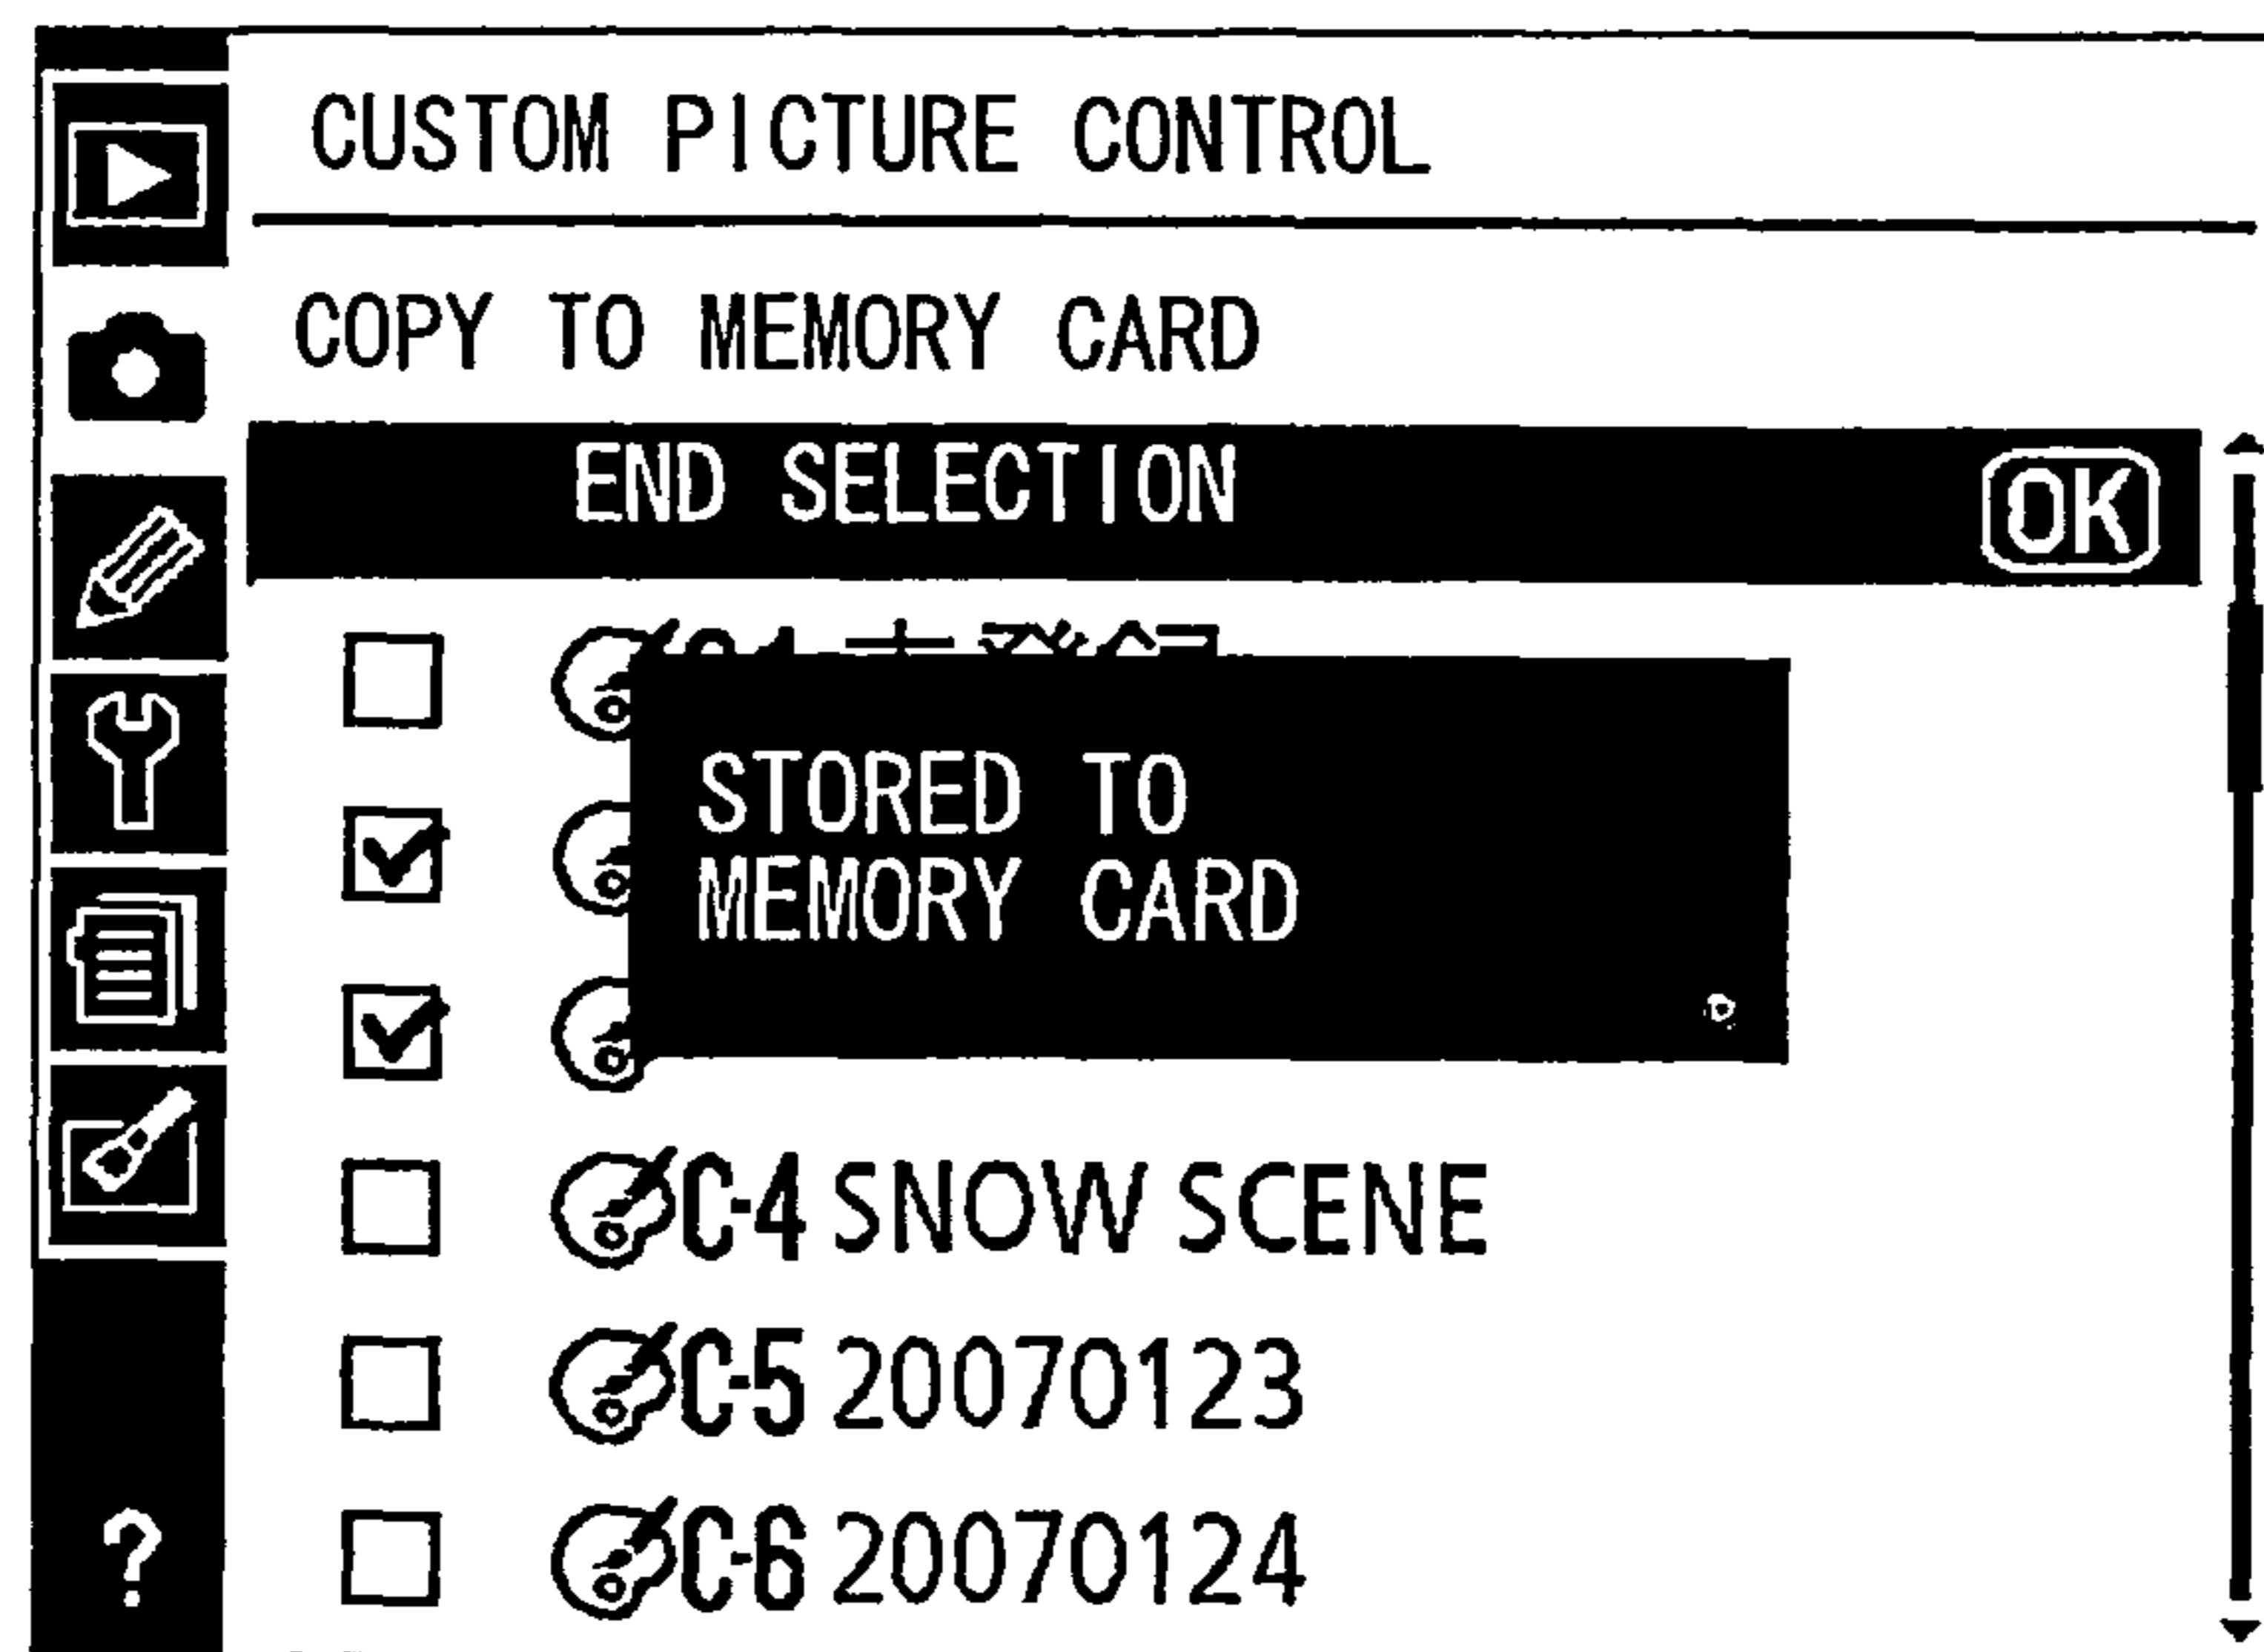 CUSTOM PICTURE CONTROL
COPY TO MEMORY CARD
END SELECTION OK
STORED TO
MEMORY CARD
C-4 SNOW SCENE
C-5 20070123
C-6 20070124
?